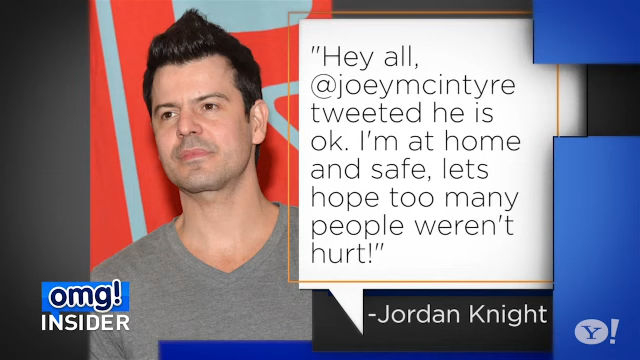 "Hey all,
@joeymcintyre
tweeted he is
ok. I'm at home
and safe, lets
hope too many
people weren't
hurt!"
-Jordan Knight
omg!
INSIDER
Y!